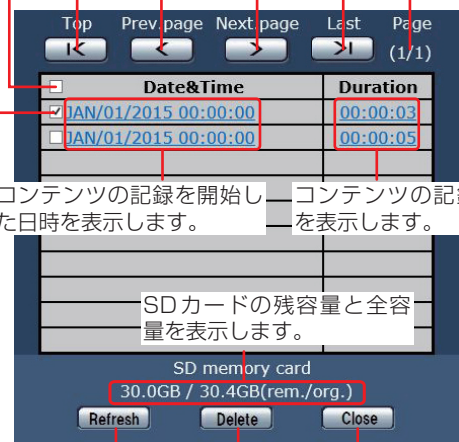 Top Prev.page Next page Last Page
(1/1)
Date&Time Duration
JAN/01/2015 00:00:00 00:00:03
JAN/01/2015 00:00:00 00:00:05
コンテンツの記録を開始し
た日時を表示します。
コンテンツの記
を表示します。
SDカードの残容量と全容
量を表示します。
SD memory card
30.0GB / 30.4GB(rem./org.)
Refresh Delete Close